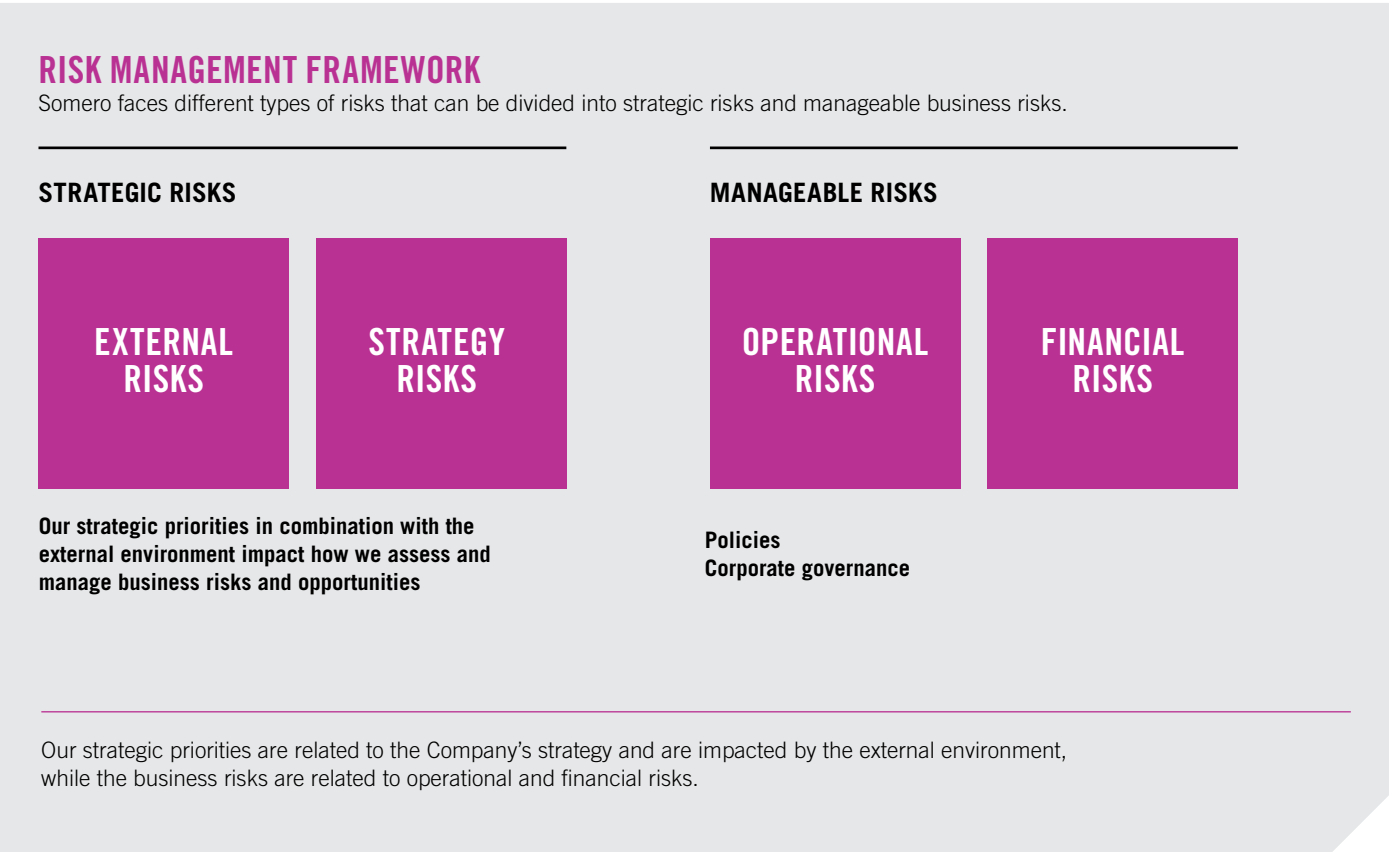 RISK MANAGEMENT FRAMEWORK
Somero faces different types of risks that can be divided into strategic risks and manageable business risks.
STRATEGIC RISKS
EXTERNAL
RISKS
STRATEGY
RISKS
Our strategic priorities in combination with the
external environment impact how we assess and
manage business risks and opportunities
MANAGEABLE RISKS
OPERATIONAL
RISKS
FINANCIAL
RISKS
Policies
Corporate governance
Our strategic priorities are related to the Company’s strategy and are impacted by the external environment,
while the business risks are related to operational and financial risks.